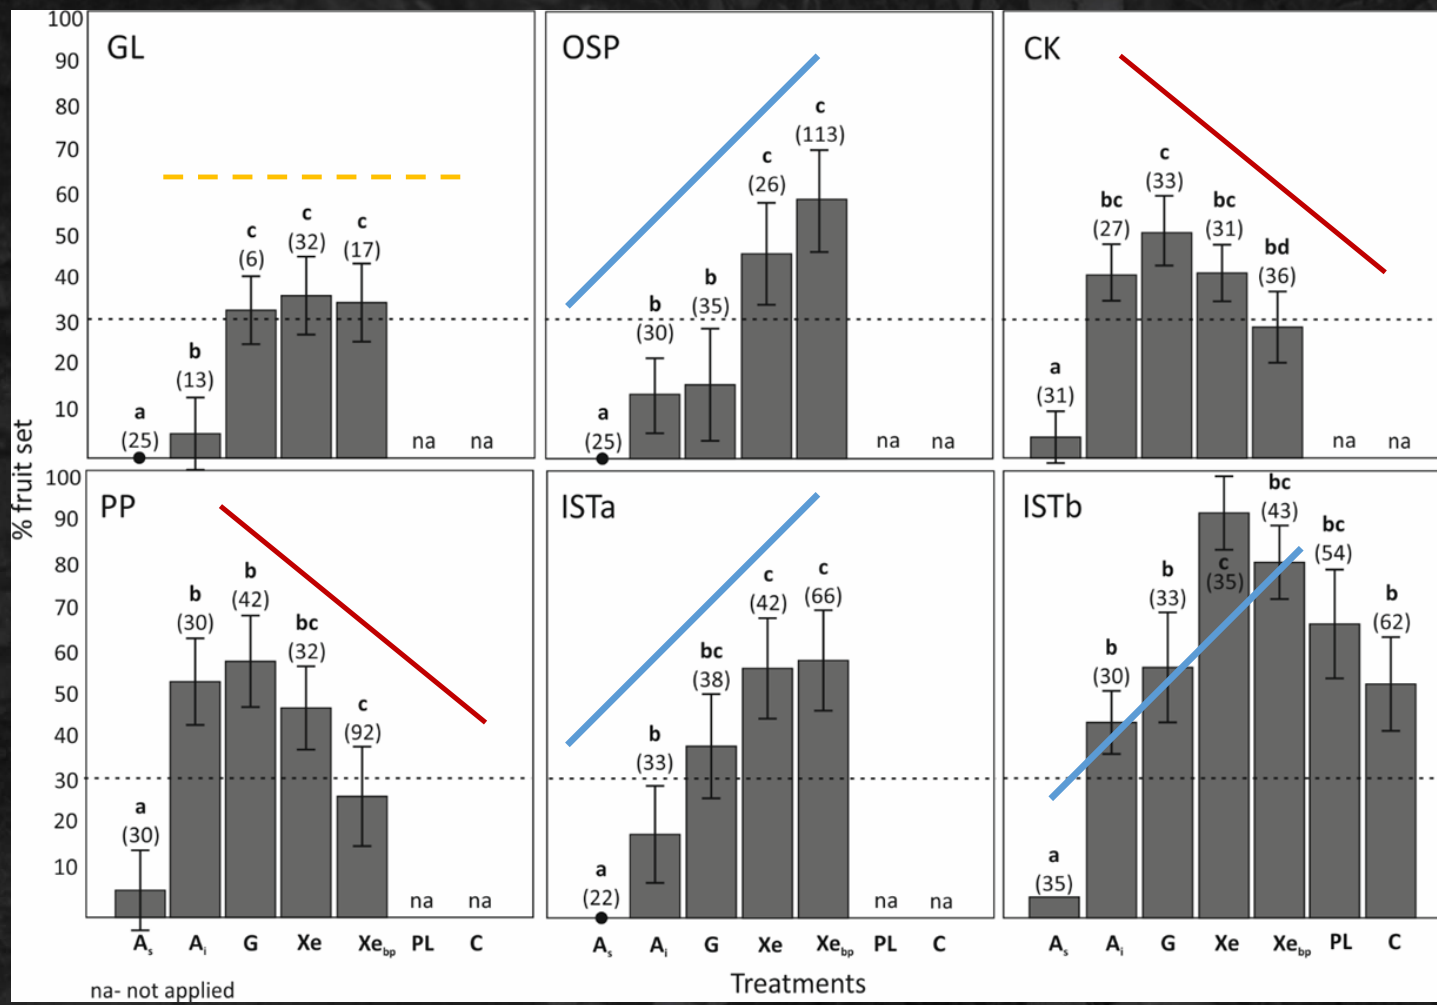 % fruit set
100
90
80
70
60
50
40
30
20
10
GL
a
(25)
b
(13)
c
(6)
c
(32)
c
(17)
na
na
OSP
a
(25)
b
(30)
b
(35)
c
(26)
c
(113)
na
na
CK
a
(31)
bc
(27)
c
(33)
bc
(31)
bd
(36)
na
na
100
90
80
70
60
50
40
30
20
10
PP
a
(30)
b
(30)
b
(42)
bc
(32)
c
(92)
na
na
ISTa
a
(22)
b
(33)
bc
(38)
c
(42)
c
(66)
na
na
ISTb
a
(35)
b
(30)
b
(33)
c
(35)
bc
(43)
bc
(54)
b
(62)
As Ai G Xe Xebp PL C
As Ai G Xe Xebp PL C
As Ai G Xe Xebp PL C
Treatments
na- not applied